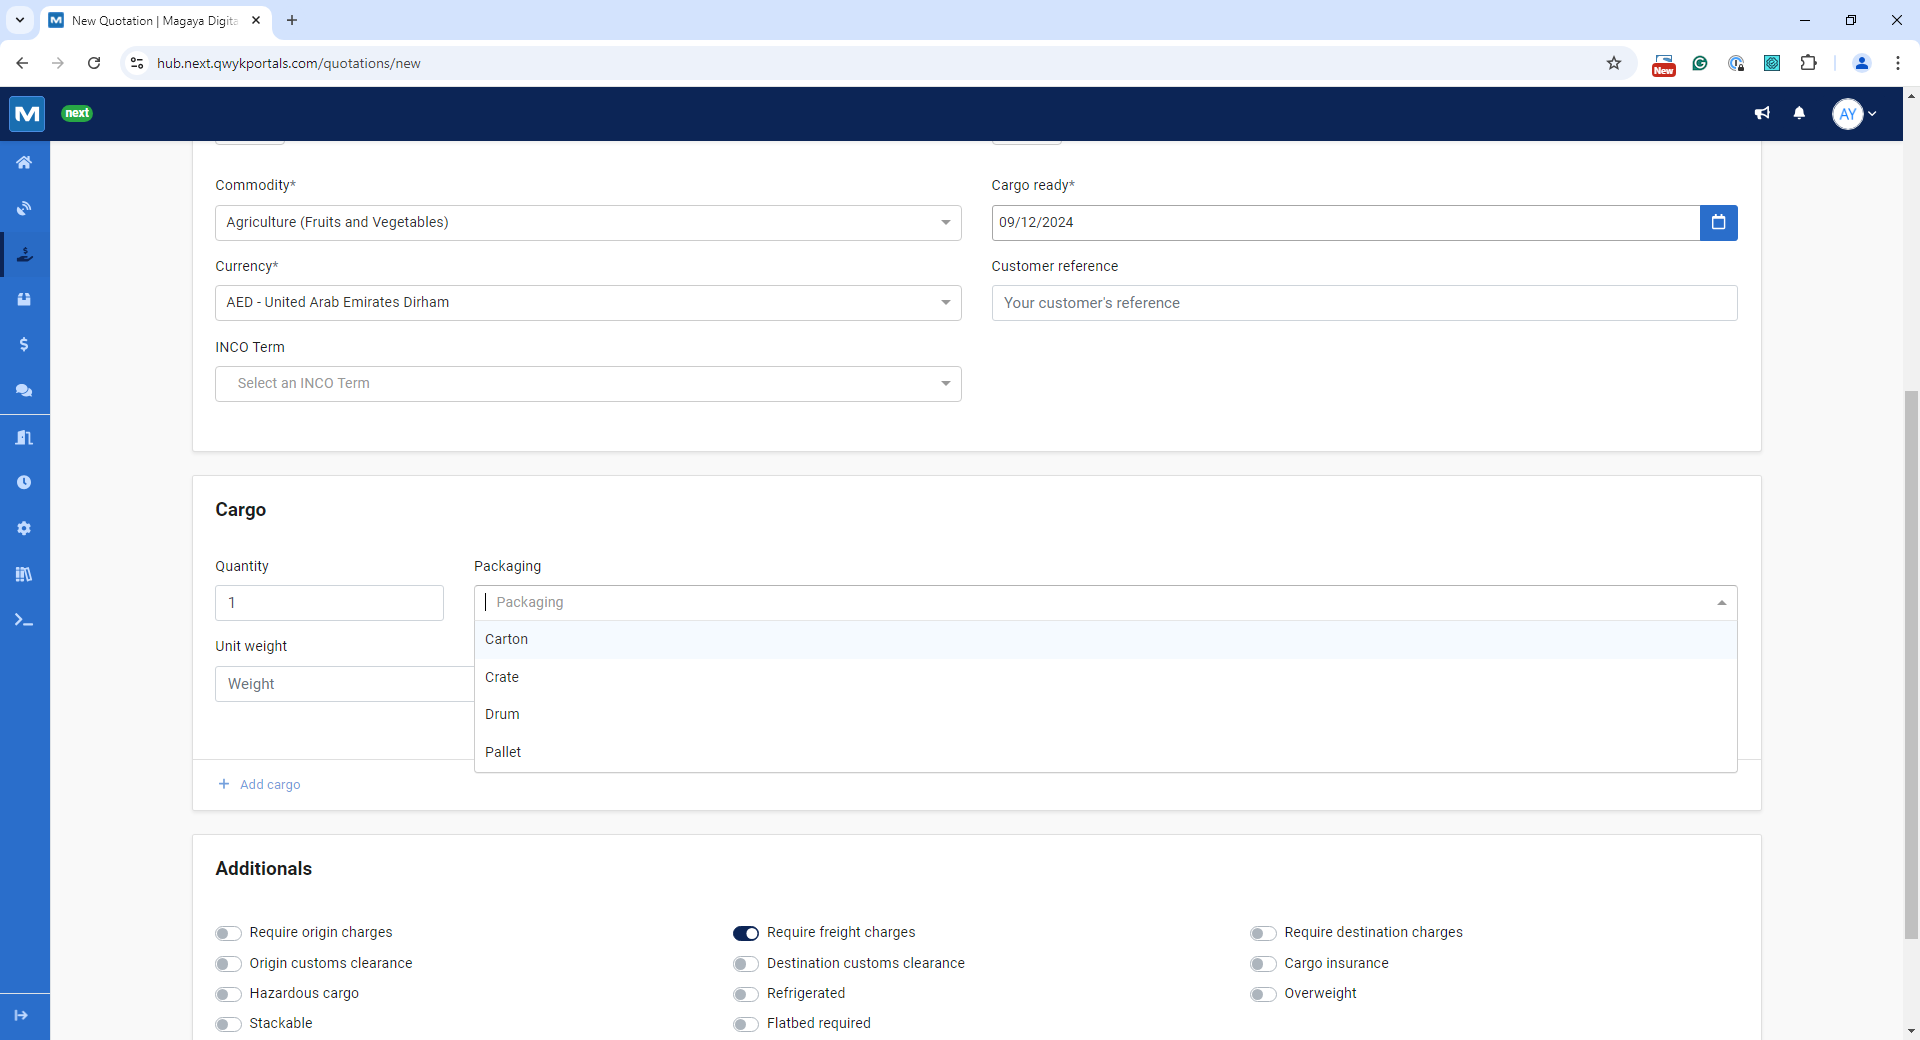 New Quotation | Magaya Digita
hub.next.qwykportals.com/quotations/new
New
M next
AY
Commodity*
Cargo ready*
Agriculture (Fruits and Vegetables)
09/12/2024
Currency*
Customer reference
AED - United Arab Emirates Dirham
Your customer's reference
INCO Term
Select an INCO Term
Cargo
Quantity
Packaging
1
Packaging
Carton
Unit weight
Crate
Weight
Drum
Pallet
Add cargo
Additionals
Require origin charges
Require freight charges
Require destination charges
Origin customs clearance
Destination customs clearance
Cargo insurance
Hazardous cargo
Refrigerated
Overweight
Stackable
Flatbed required